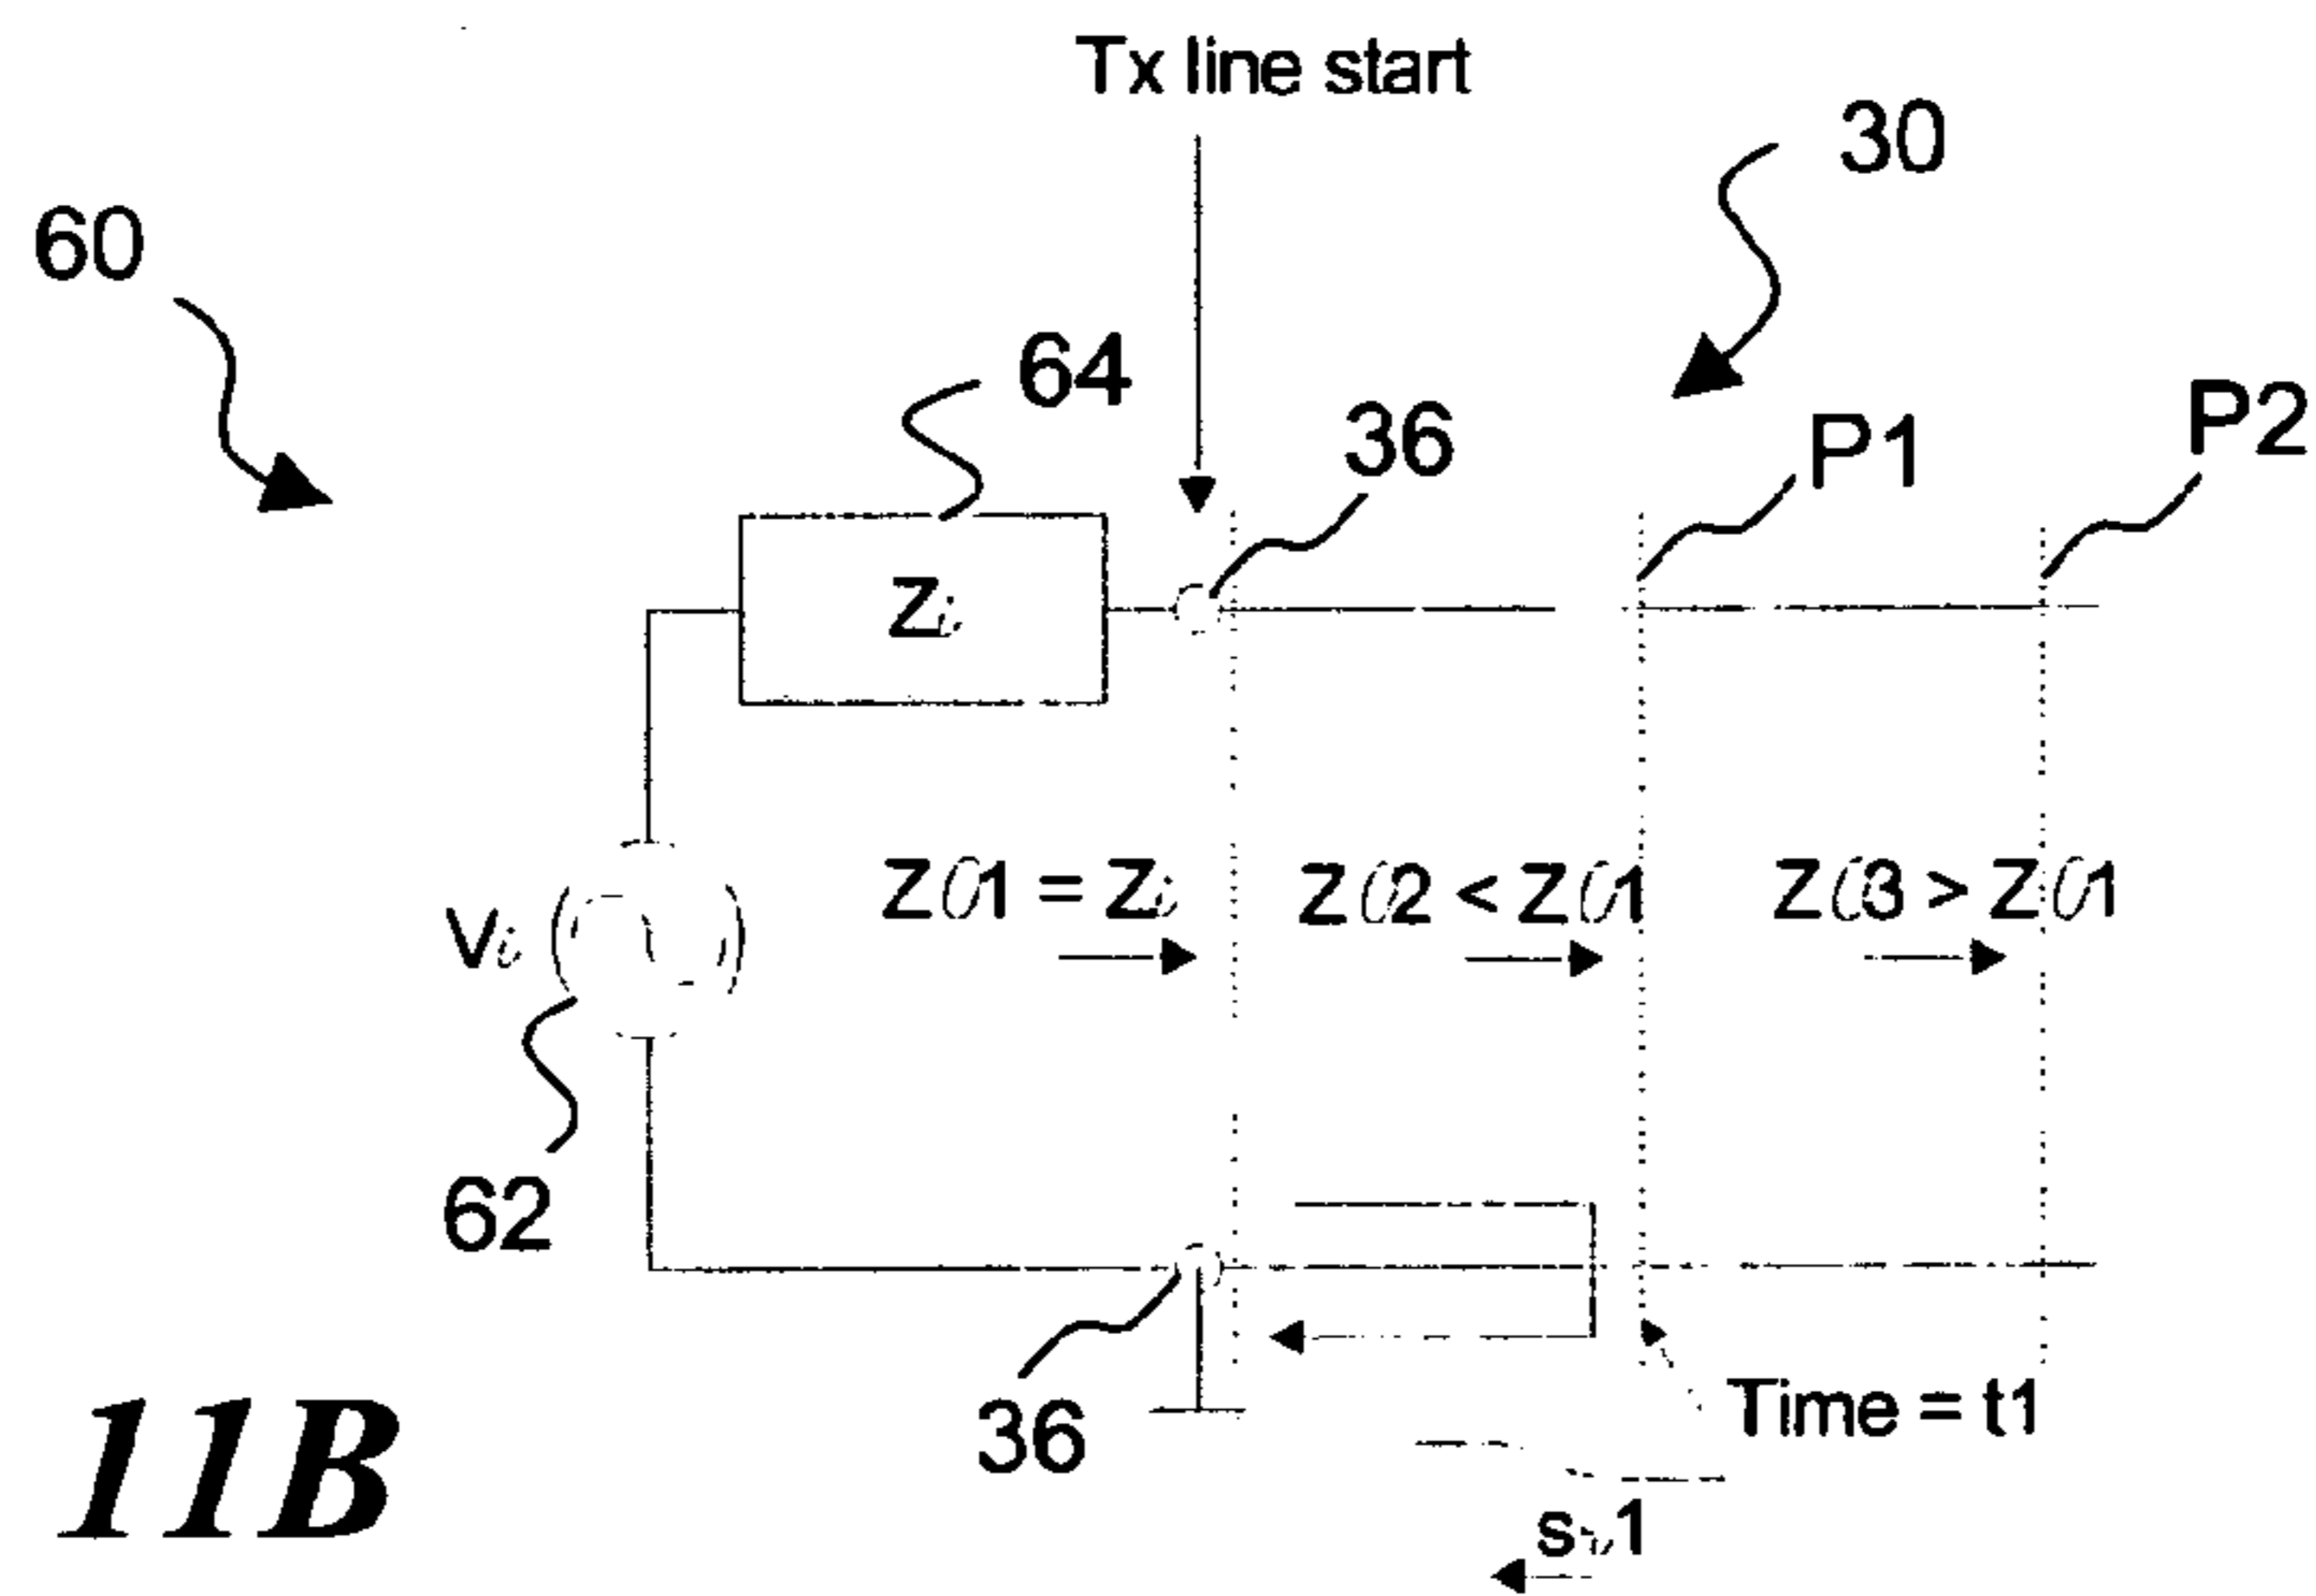 Tx line start
30
60
64
36
P1
P2
Zi
Vi
Z01 = Zi
Z02 < Z01
Z03 > Z01
62
36
Time = t1
11B